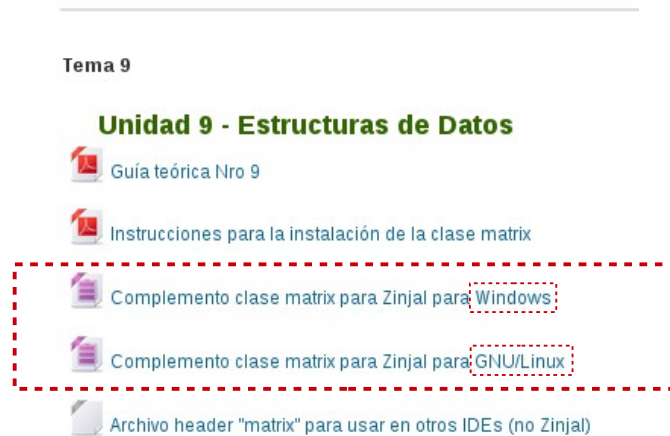 Tema 9
Unidad 9 - Estructuras de Datos
Guía teórica Nro 9
Instrucciones para la instalación de la clase matrix
Complemento clase matrix para Zinjal para Windows
Complemento clase matrix para Zinjal para GNU/Linux
Archivo header "matrix" para usar en otros IDEs (no Zinjal)